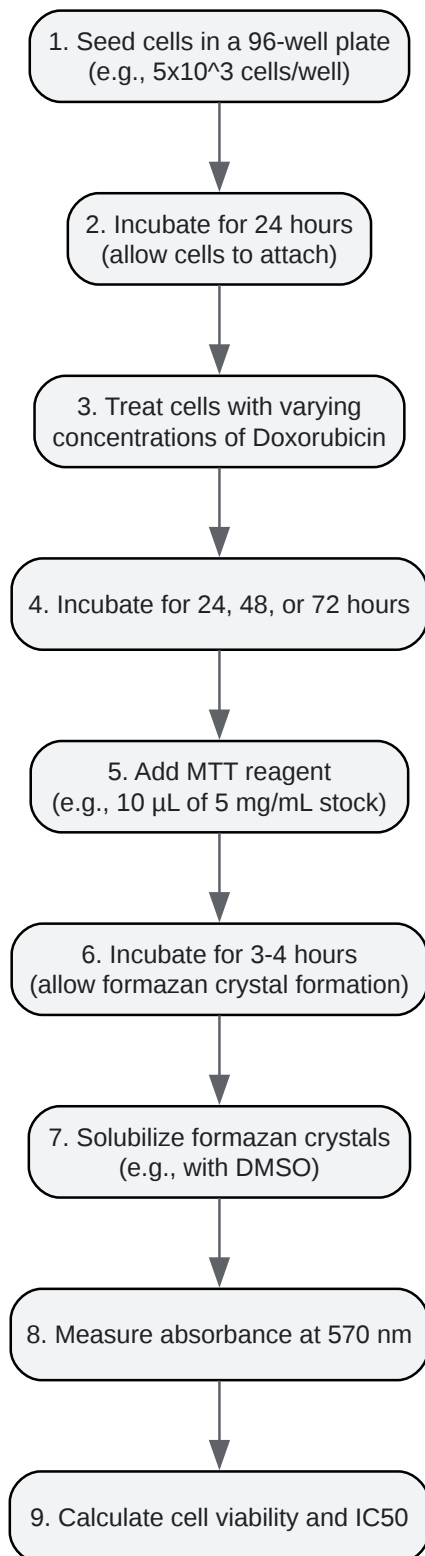 1. Seed cells in a 96-well plate
(e.g., 5x10^3 cells/well)
2. Incubate for 24 hours
(allow cells to attach)
3. Treat cells with varying
concentrations of Doxorubicin
4. Incubate for 24, 48, or 72 hours
5. Add MTT reagent
(e.g., 10 µL of 5 mg/mL stock)
6. Incubate for 3-4 hours
(allow formazan crystal formation)
7. Solubilize formazan crystals
(e.g., with DMSO)
8. Measure absorbance at 570 nm
9. Calculate cell viability and IC50